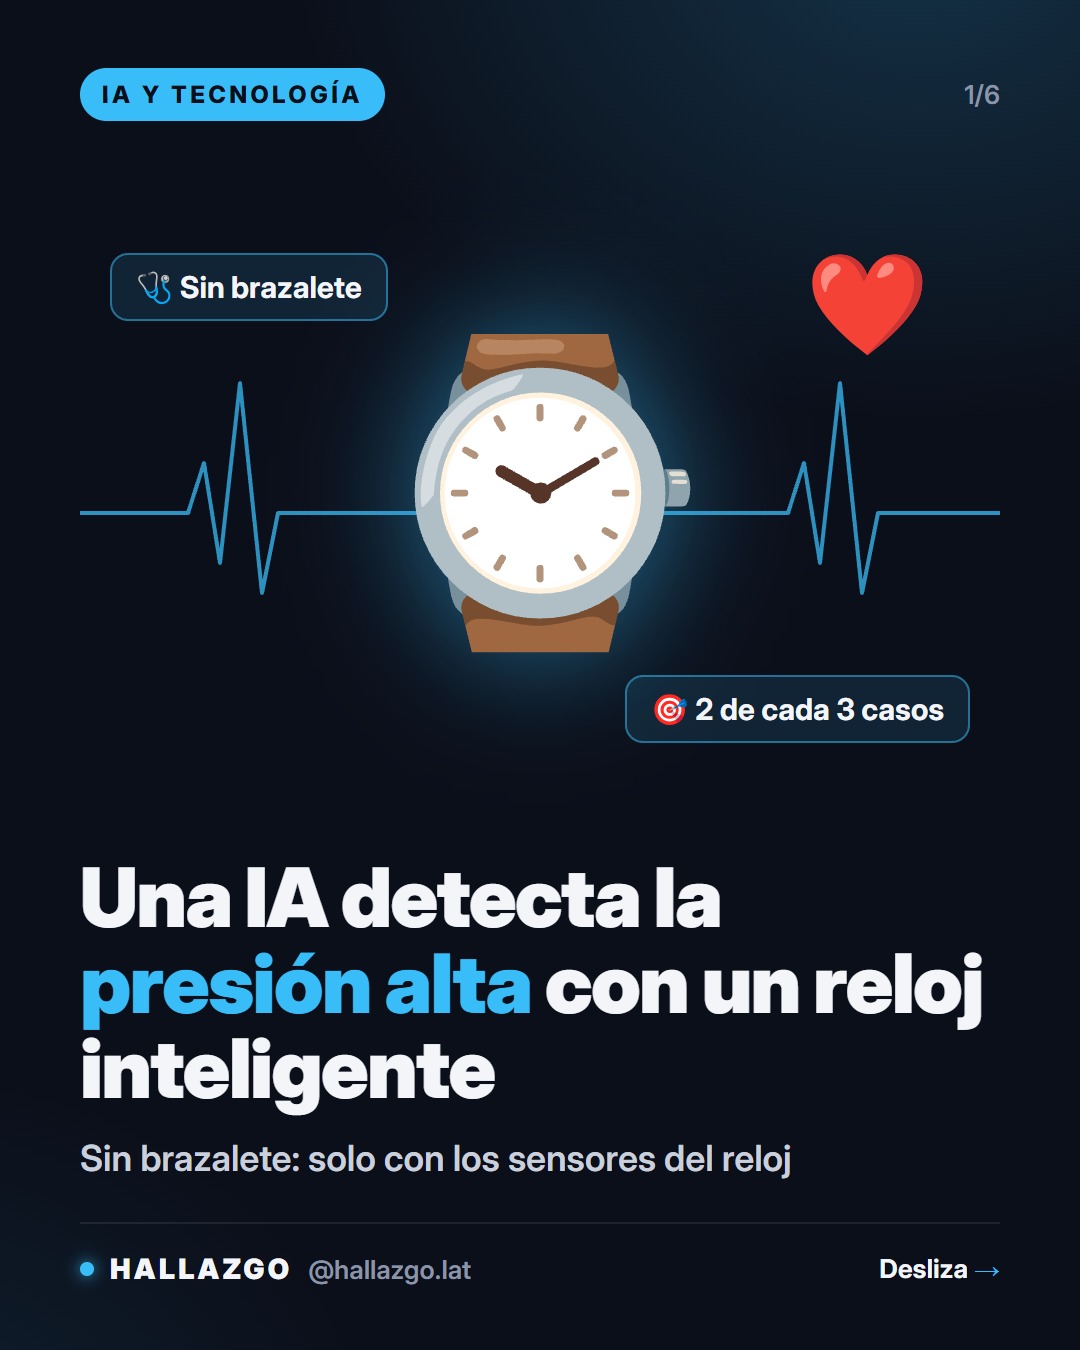 IA Y TECNOLOGÍA
1/6
🩺 Sin brazalete
🎯 2 de cada 3 casos
Una IA detecta la
presión alta con un reloj
inteligente
Sin brazalete: solo con los sensores del reloj
HALLAZGO @hallazgo.lat
Desliza →